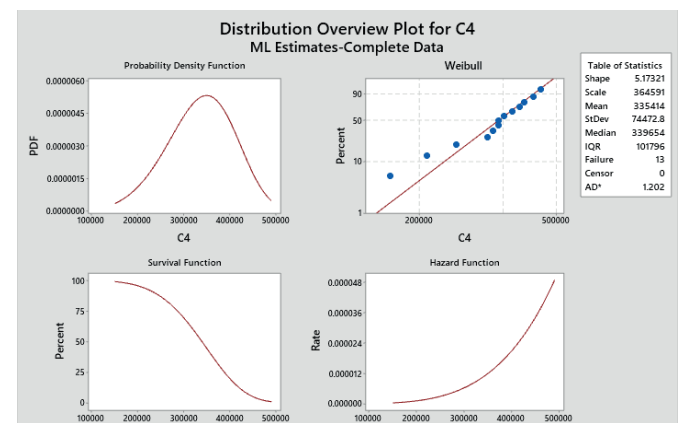 Distribution Overview Plot for C4
ML Estimates-Complete Data
Probability Density Function
0.0000060
0.0000045
0.0000030
0.0000015
0.0000000
PDF
100000 200000 300000 400000 500000
C4
Weibull
90
50
10
1
Percent
200000 500000
C4
Table of Statistics
Shape 5.17321
Scale 364591
Mean 335414
StDev 74472.8
Median 339654
IQR 101796
Failure 13
Censor 0
AD* 1.202
Survival Function
100
75
50
25
0
Percent
100000 200000 300000 400000 500000
Hazard Function
0.000048
0.000036
0.000024
0.000012
0.000000
Rate
100000 200000 300000 400000 500000